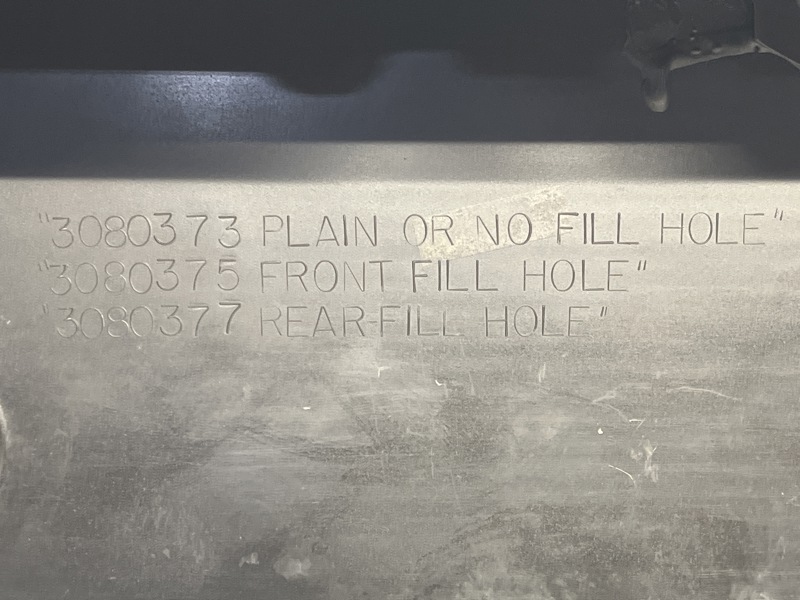 "3080373 PLAIN OR NO FILL HOLE"
"3080375 FRONT FILL HOLE"
"3080377 REAR-FILL HOLE"